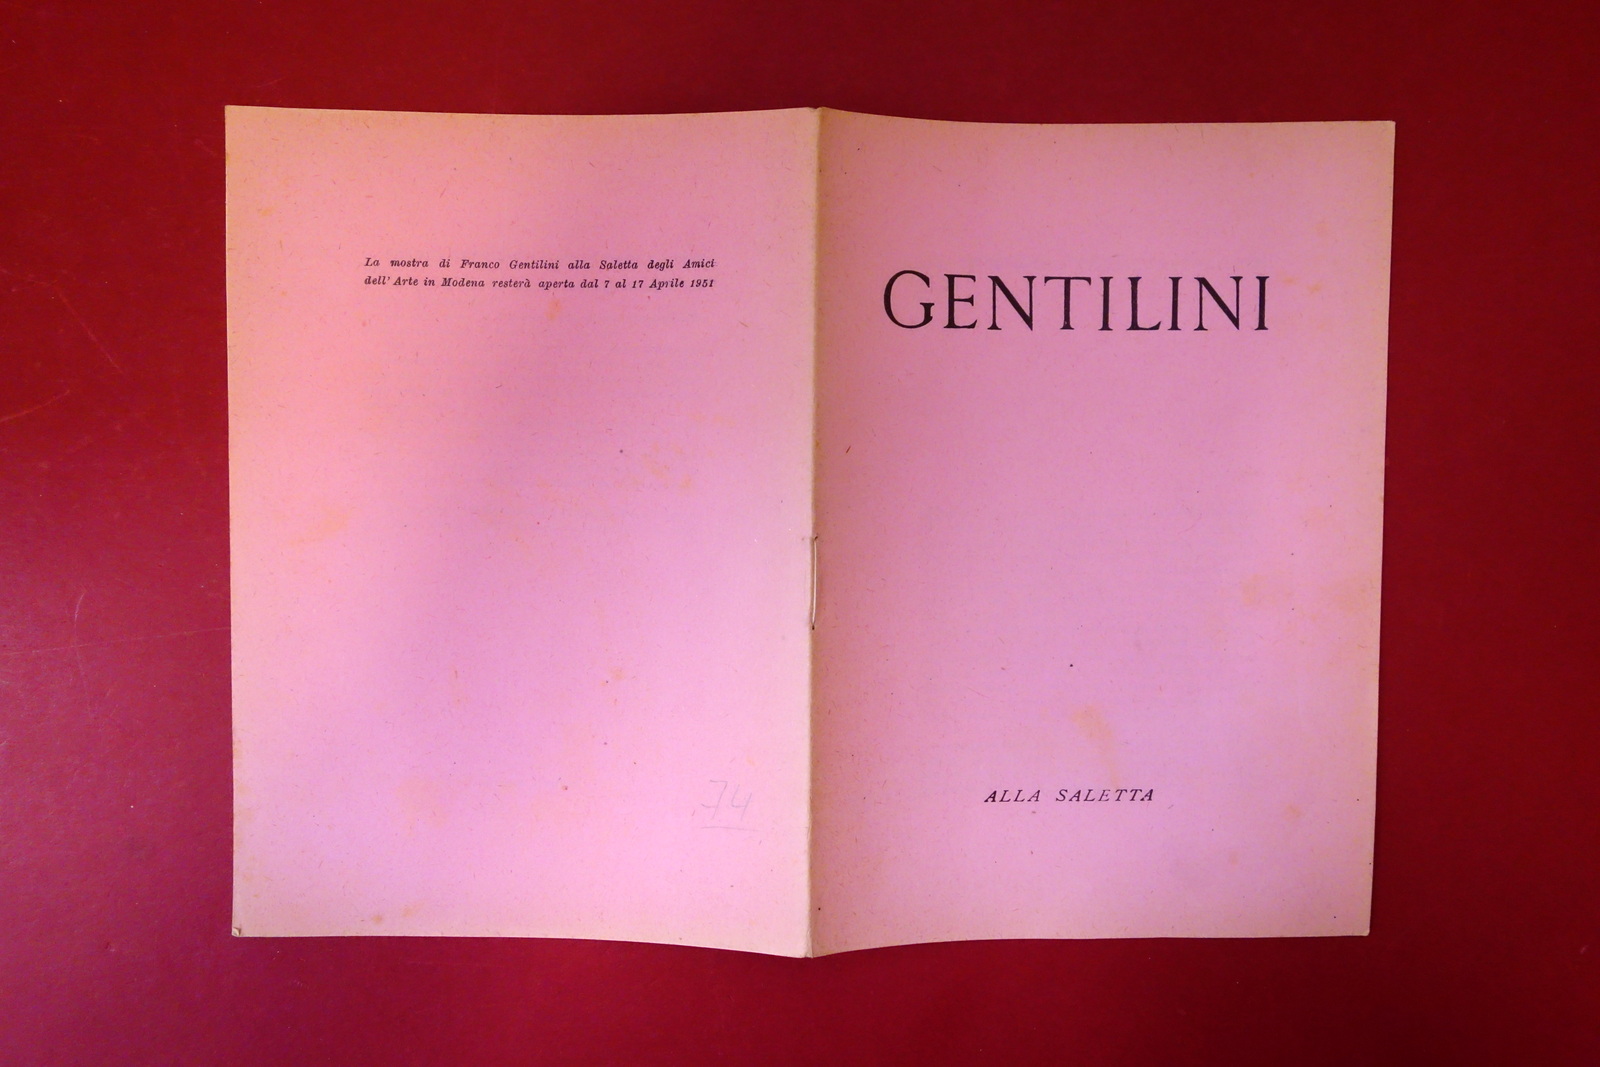 La mostra di Franco Gentilini alla Saletta degli Amici
dell'Arte in Modena resterà aperta dal 7 al 17 Aprile 1951
74
GENTILINI
ALLA SALETTA